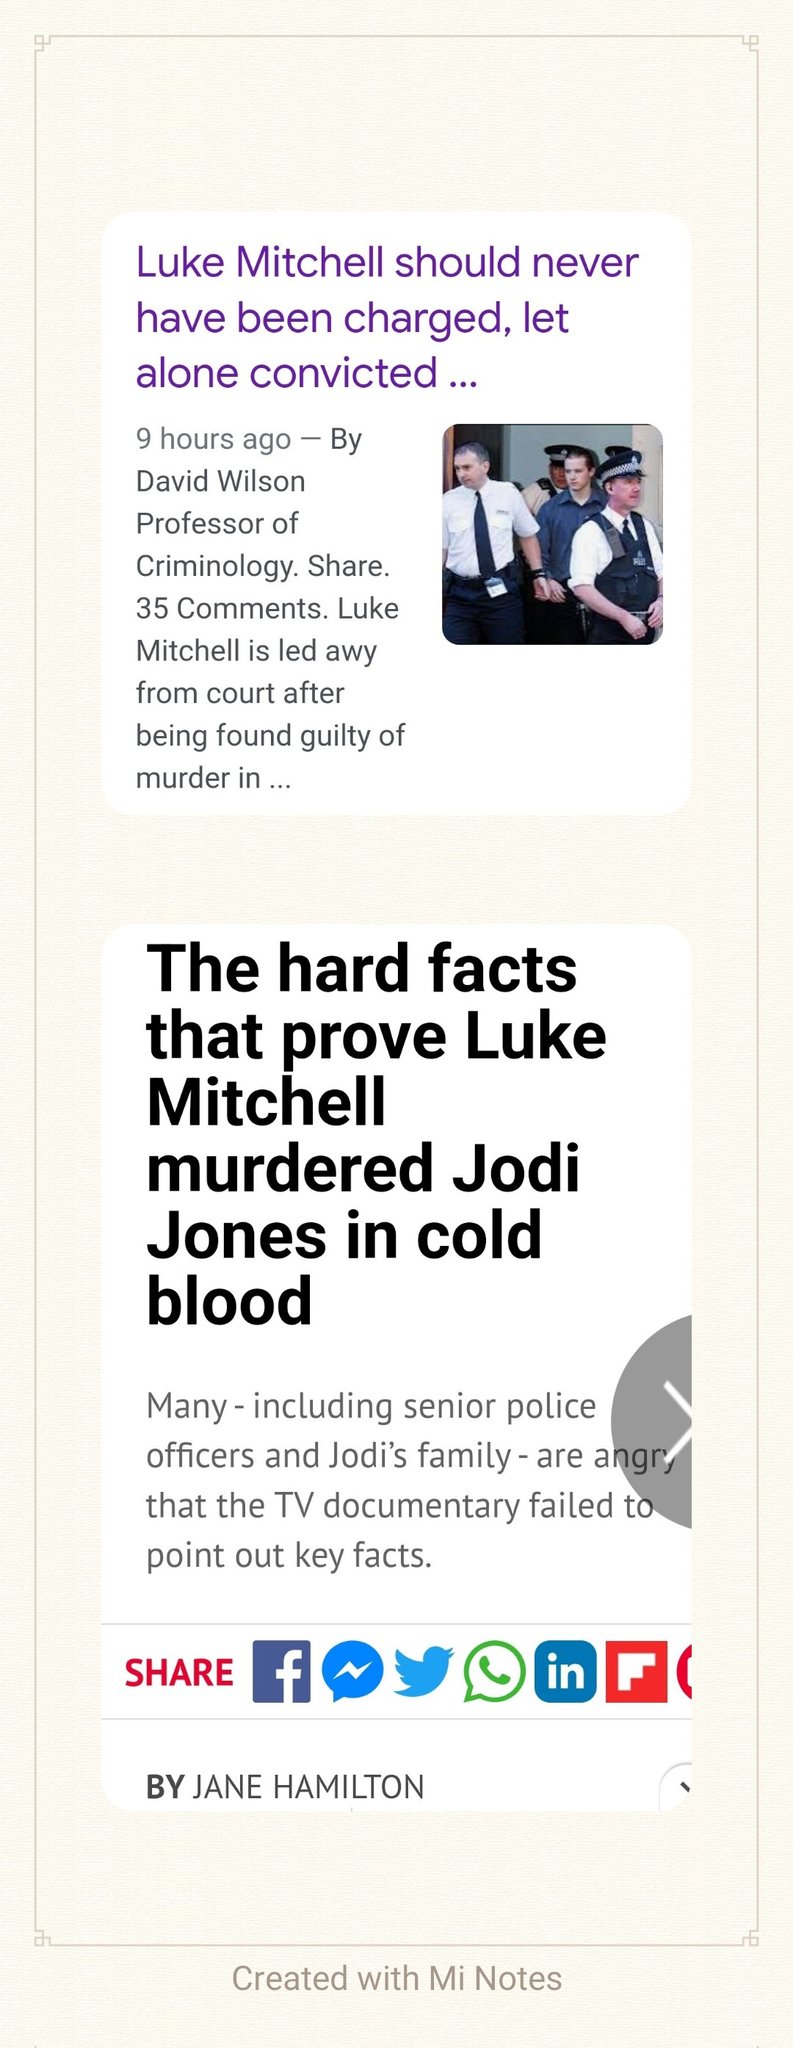 Luke Mitchell should never
have been charged, let
alone convicted ...
9 hours ago — By
David Wilson
Professor of
Criminology. Share.
35 Comments. Luke
Mitchell is led awy
from court after
being found guilty of
murder in ...
The hard facts
that prove Luke
Mitchell
murdered Jodi
Jones in cold
blood
Many - including senior police
officers and Jodi's family - are angry
that the TV documentary failed to
point out key facts.
SHARE
BY JANE HAMILTON
Created with Mi Notes